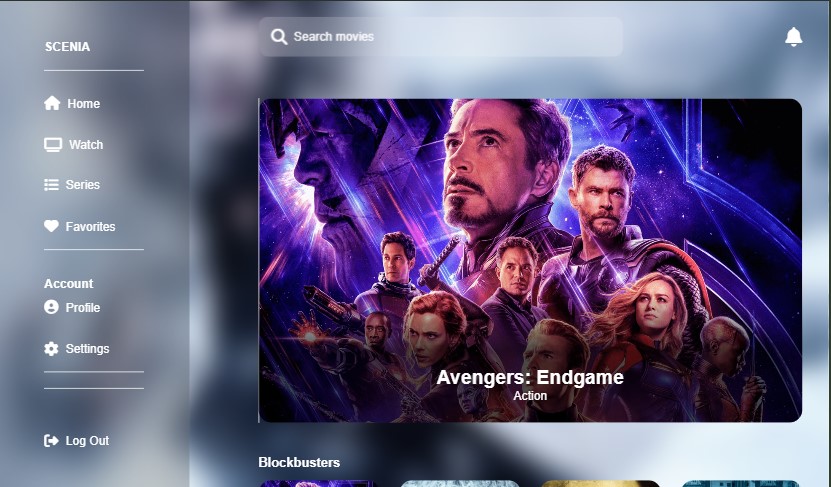 SCENIA
Home
Watch
Series
Favorites
Account
Profile
Settings
Log Out
Search movies
Avengers: Endgame
Action
Blockbusters